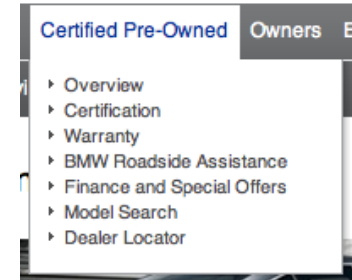 Certified Pre-Owned Owners
Overview
Certification
Warranty
BMW Roadside Assistance
Finance and Special Offers
Model Search
Dealer Locator